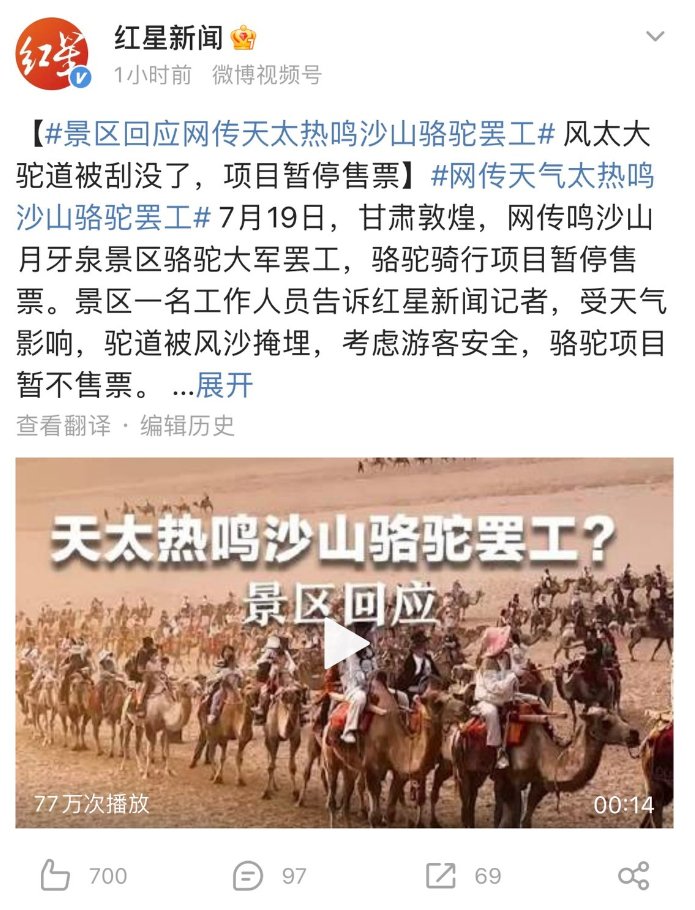 红星
红星新闻
1小时前 微博视频号
【#景区回应网传天太热鸣沙山骆驼罢工# 风太大
驼道被刮没了，项目暂停售票】#网传天气太热鸣
沙山骆驼罢工# 7月19日，甘肃敦煌，网传鸣沙山
月牙泉景区骆驼大军罢工，骆驼骑行项目暂停售
票。景区一名工作人员告诉红星新闻记者，受天气
影响，驼道被风沙掩埋，考虑游客安全，骆驼项目
暂不售票。 ...展开
查看翻译 · 编辑历史
天太热鸣沙山骆驼罢工？
景区回应
77万次播放 00:14
700 97 69